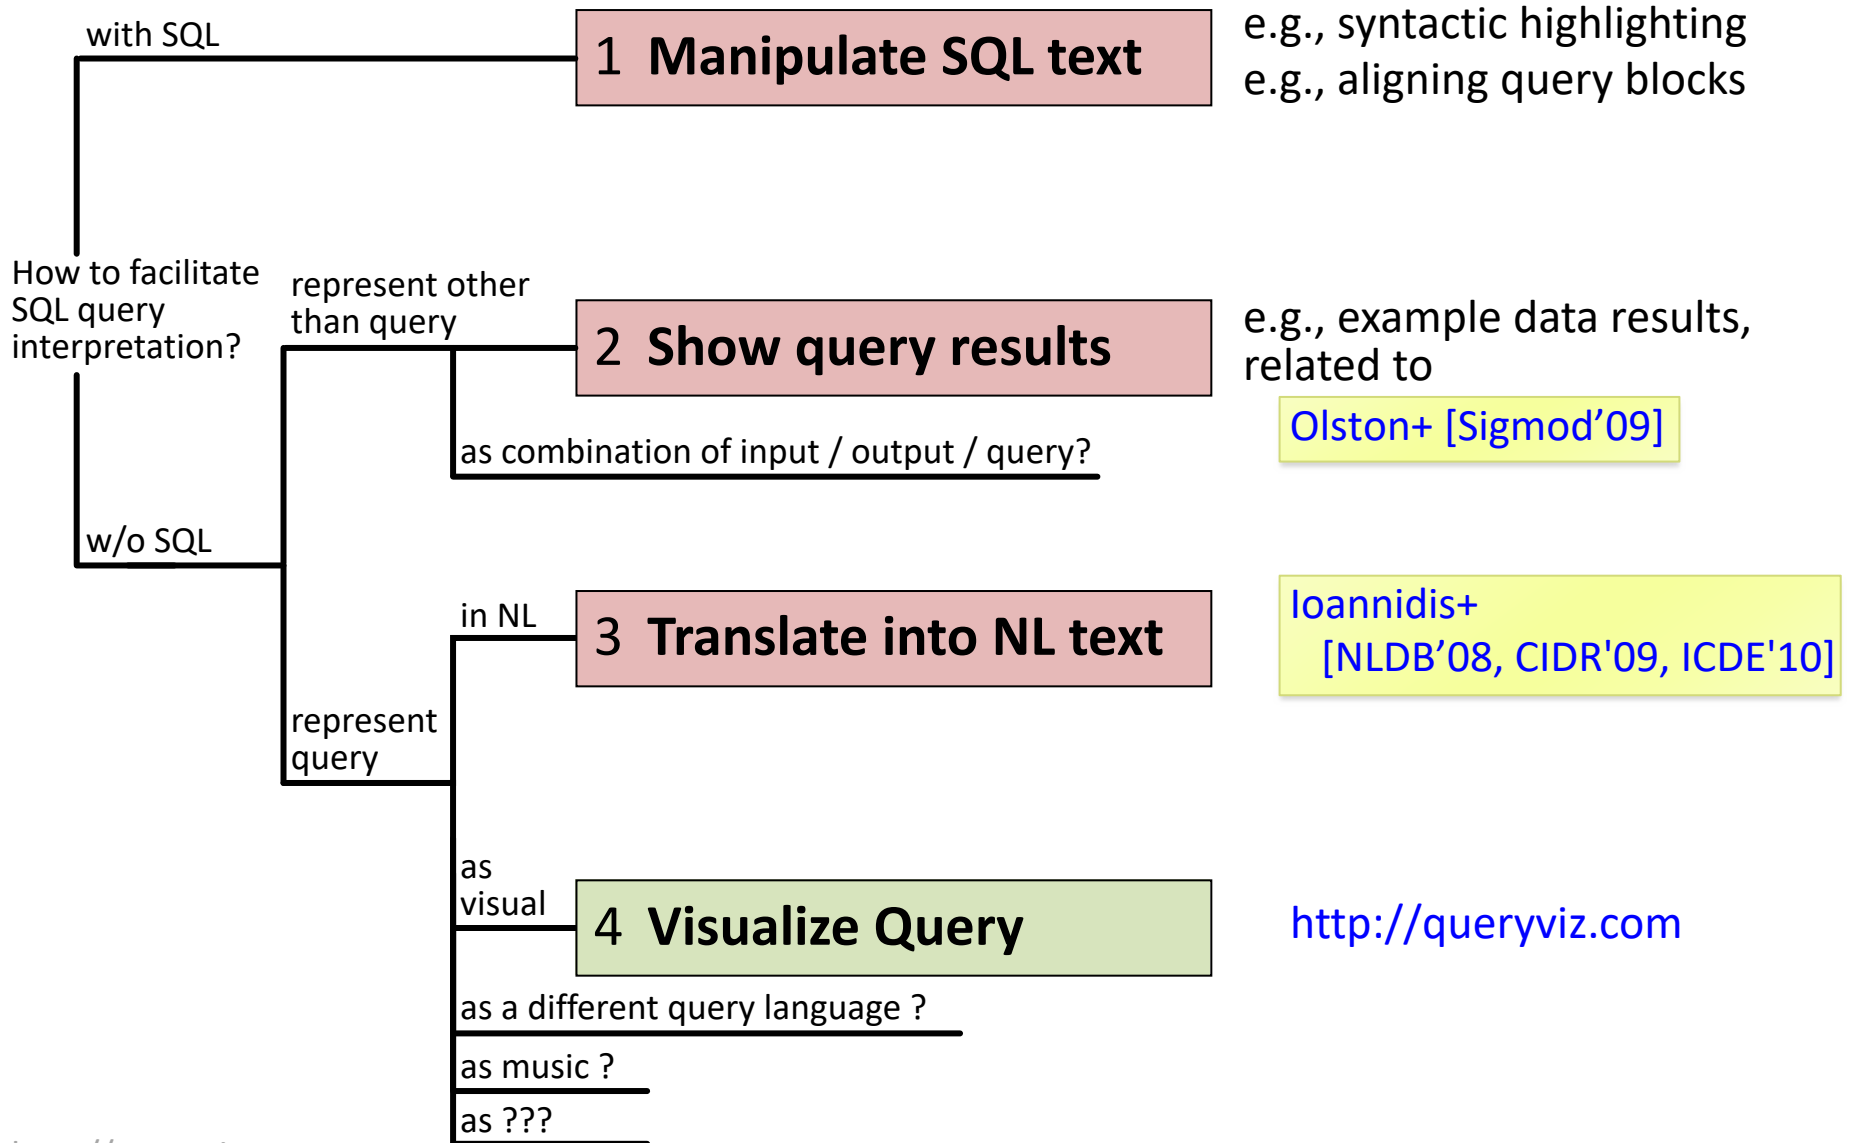 with SQL
1 Manipulate SQL text
e.g., syntactic highlighting
e.g., aligning query blocks
How to facilitate
SQL query
interpretation?
represent other
than query
2 Show query results
e.g., example data results,
related to
Olston+ [Sigmod’09]
as combination of input / output / query?
w/o SQL
in NL
3 Translate into NL text
Ioannidis+
[NLDB’08, CIDR'09, ICDE'10]
represent
query
as
visual
4 Visualize Query
http://queryviz.com
as a different query language ?
as music ?
as ???